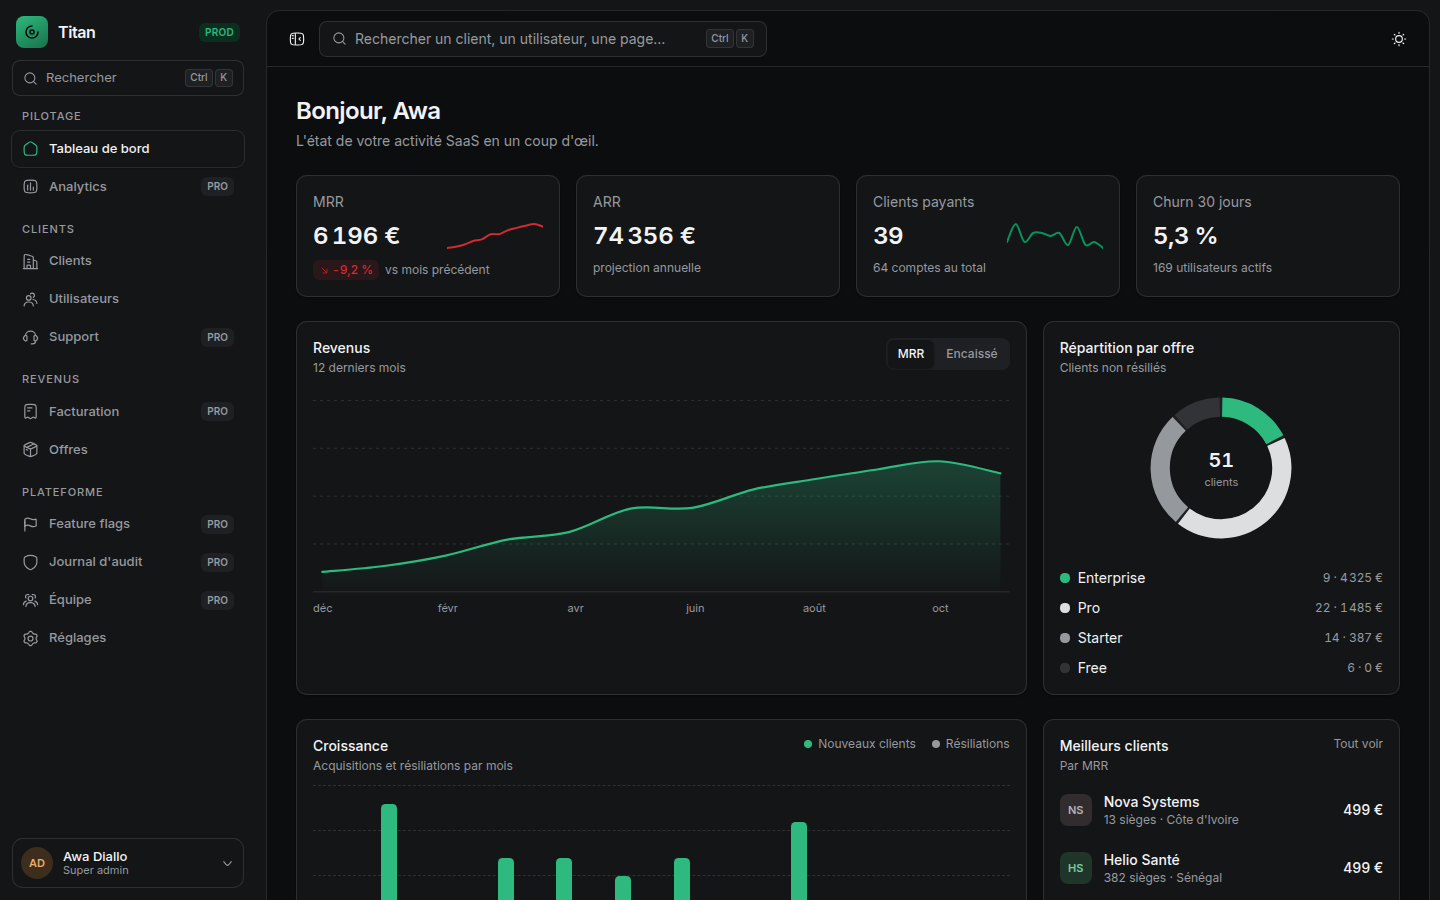 Titan
PROD
Rechercher
Ctrl K
PILOTAGE
Tableau de bord
Analytics
PRO
CLIENTS
Clients
Utilisateurs
Support
PRO
REVENUS
Facturation
PRO
Offres
PLATEFORME
Feature flags
PRO
Journal d'audit
PRO
Équipe
PRO
Réglages
AD
Awa Diallo
Super admin
Rechercher un client, un utilisateur, une page...
Ctrl K
Bonjour, Awa
L'état de votre activité SaaS en un coup d'œil.
MRR
6 196 €
-9,2 %
vs mois précédent
ARR
74 356 €
projection annuelle
Clients payants
39
64 comptes au total
Churn 30 jours
5,3 %
169 utilisateurs actifs
Revenus
12 derniers mois
MRR
Encaissé
déc févr avr juin août oct
Répartition par offre
Clients non résiliés
51
clients
Enterprise
9 · 4 325 €
Pro
22 · 1 485 €
Starter
14 · 387 €
Free
6 · 0 €
Croissance
Acquisitions et résiliations par mois
Nouveaux clients
Résiliations
Meilleurs clients
Par MRR
Tout voir
NS
Nova Systems
13 sièges · Côte d'Ivoire
499 €
HS
Helio Santé
382 sièges · Sénégal
499 €